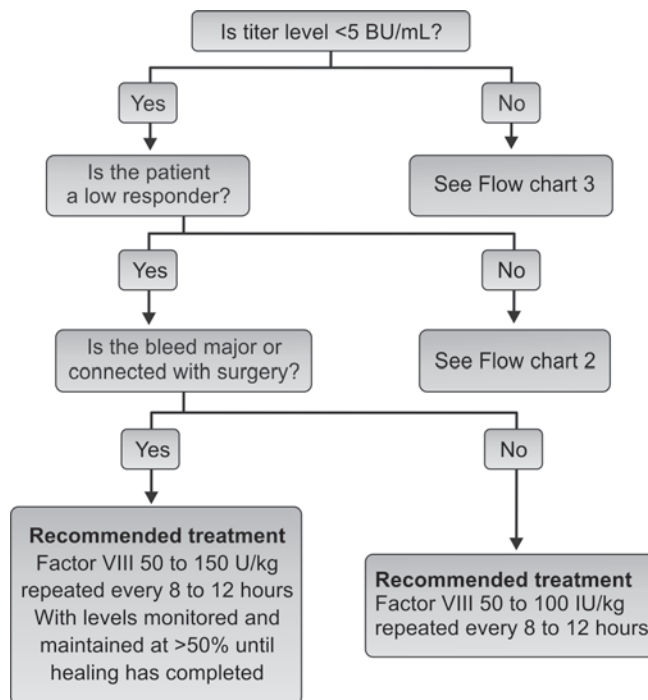 Is titer level <5 BU/mL?
Yes
No
Is the patient
a low responder?
See Flow chart 3
Yes
No
Is the bleed major or
connected with surgery?
See Flow chart 2
Yes
No
Recommended treatment
Factor VIII 50 to 150 U/kg
repeated every 8 to 12 hours
With levels monitored and
maintained at >50% until
healing has completed
Recommended treatment
Factor VIII 50 to 100 IU/kg
repeated every 8 to 12 hours